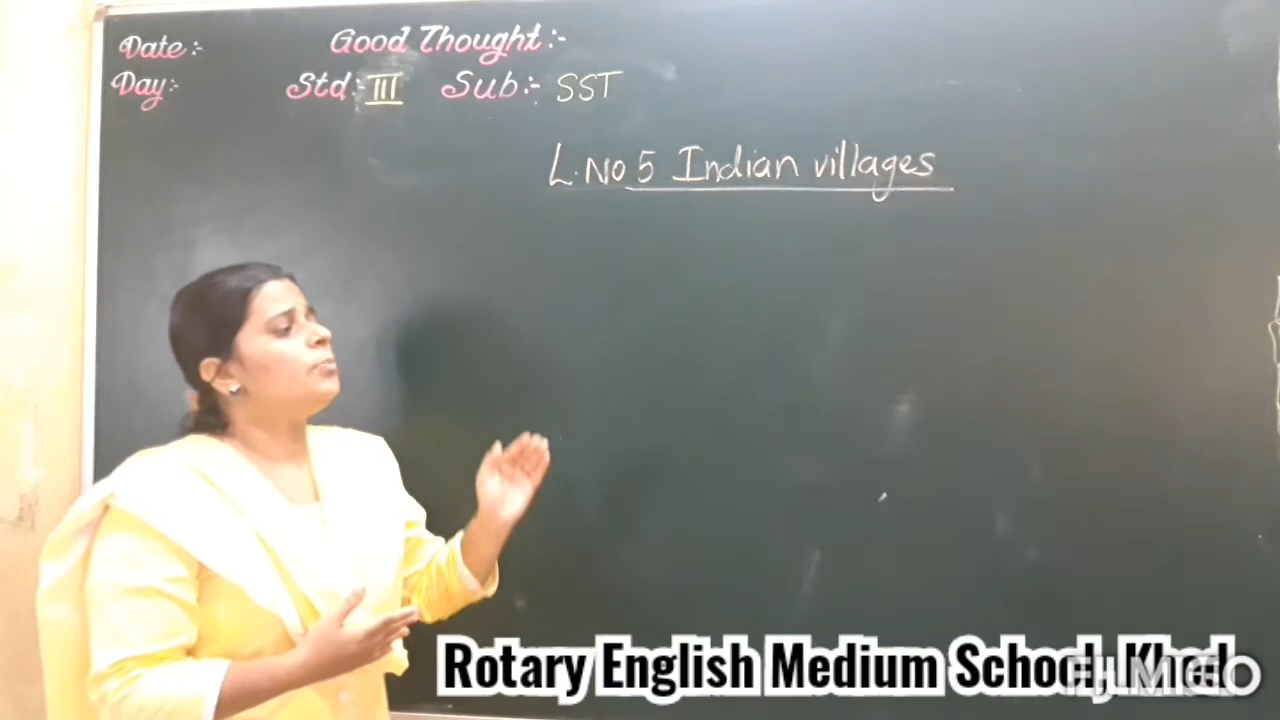 Date:- Good Thought:-
Day:- Std:- III Sub:- SST
L.No 5 Indian villages
Rotary English Medium School, Khed